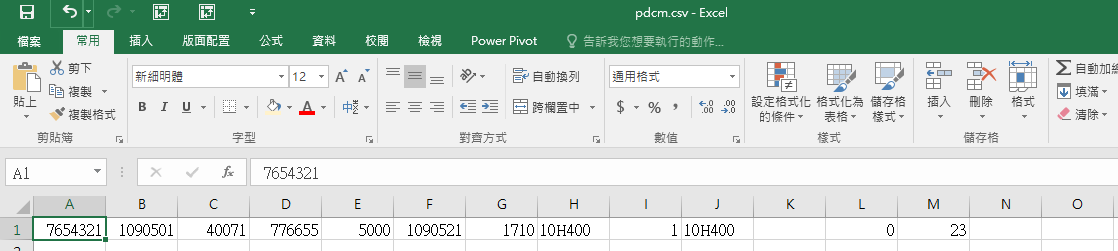 pdcm.csv - Excel
檔案 常用 插入 版面配置 公式 資料 校閱 檢視 Power Pivot 告訴我您想要執行的動作...
貼上 剪下 複製 複製格式 剪貼簿
新細明體 12 A A B I U A 中 字型
ab 自動換列 跨欄置中 對齊方式
通用格式 $ % , .0 .00 .00 .0 數值
設定格式化的條件 格式化為表格 儲存格樣式 樣式
插入 刪除 格式 儲存格
Σ 自動加總 填滿 清除
A1 fx 7654321
A B C D E F G H I J K L M N O
1 7654321 1090501 40071 776655 5000 1090521 1710 10H400 1 10H400 0 23